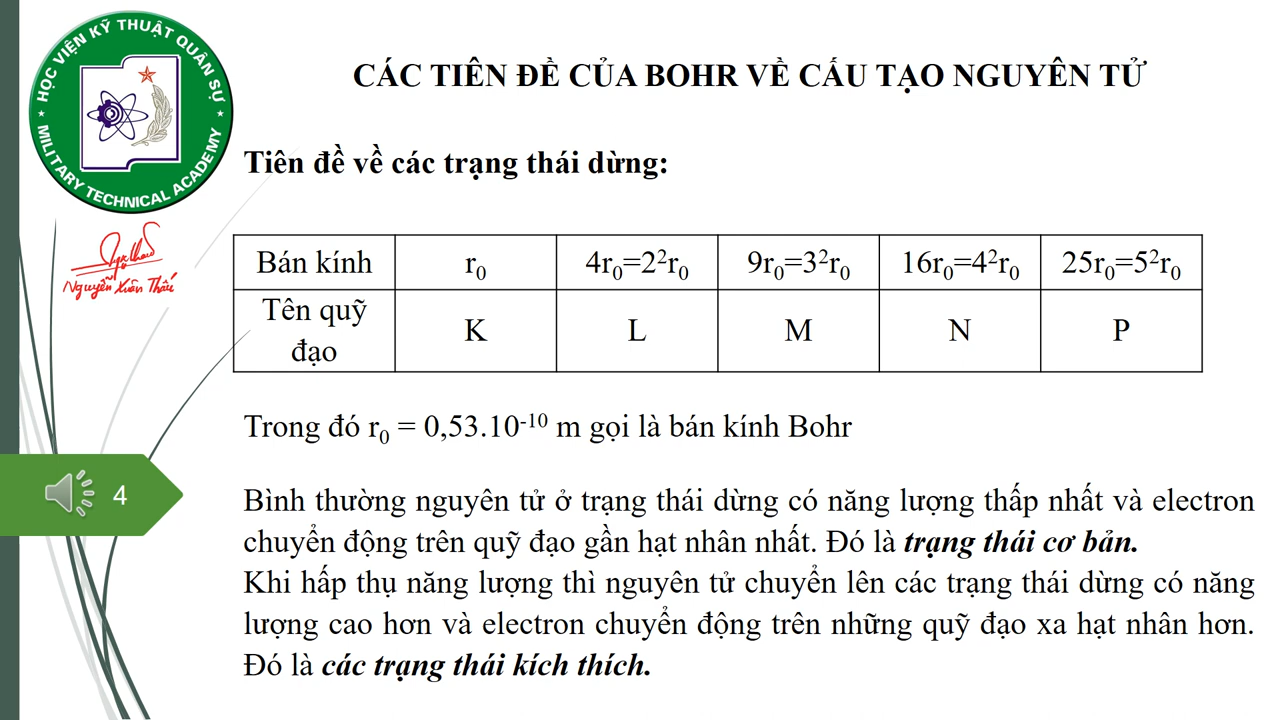 HỌC VIỆN KỸ THUẬT QUÂN SỰ
MILITARY TECHNICAL ACADEMY
CÁC TIÊN ĐỀ CỦA BOHR VỀ CẤU TẠO NGUYÊN TỬ
Tiên đề về các trạng thái dừng:
Nguyễn Xuân Thấu
Bán kính r₀ 4r₀=2²r₀ 9r₀=3²r₀ 16r₀=4²r₀ 25r₀=5²r₀
Tên quỹ
đạo K L M N P
Trong đó r₀ = 0,53.10⁻¹⁰ m gọi là bán kính Bohr
4
Bình thường nguyên tử ở trạng thái dừng có năng lượng thấp nhất và electron
chuyển động trên quỹ đạo gần hạt nhân nhất. Đó là trạng thái cơ bản.
Khi hấp thụ năng lượng thì nguyên tử chuyển lên các trạng thái dừng có năng
lượng cao hơn và electron chuyển động trên những quỹ đạo xa hạt nhân hơn.
Đó là các trạng thái kích thích.